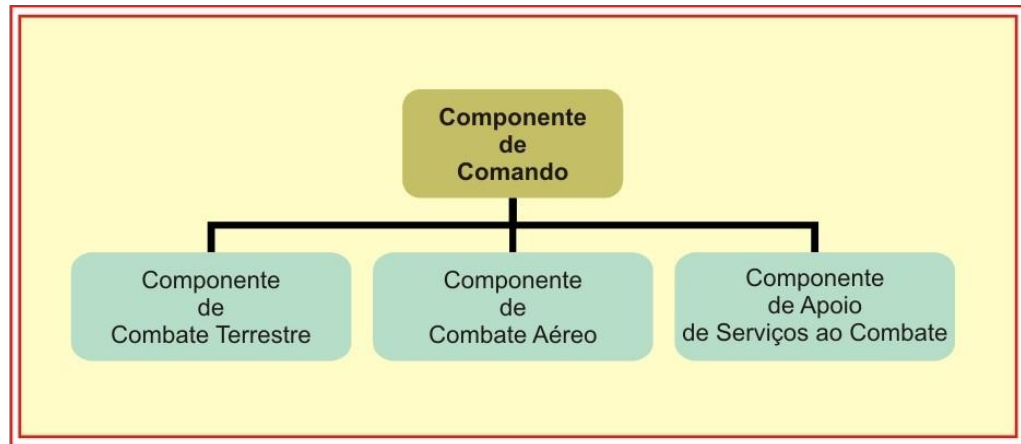 Componente
de
Comando
Componente
de
Combate Terrestre
Componente
de
Combate Aéreo
Componente
de Apoio
de Serviços ao Combate